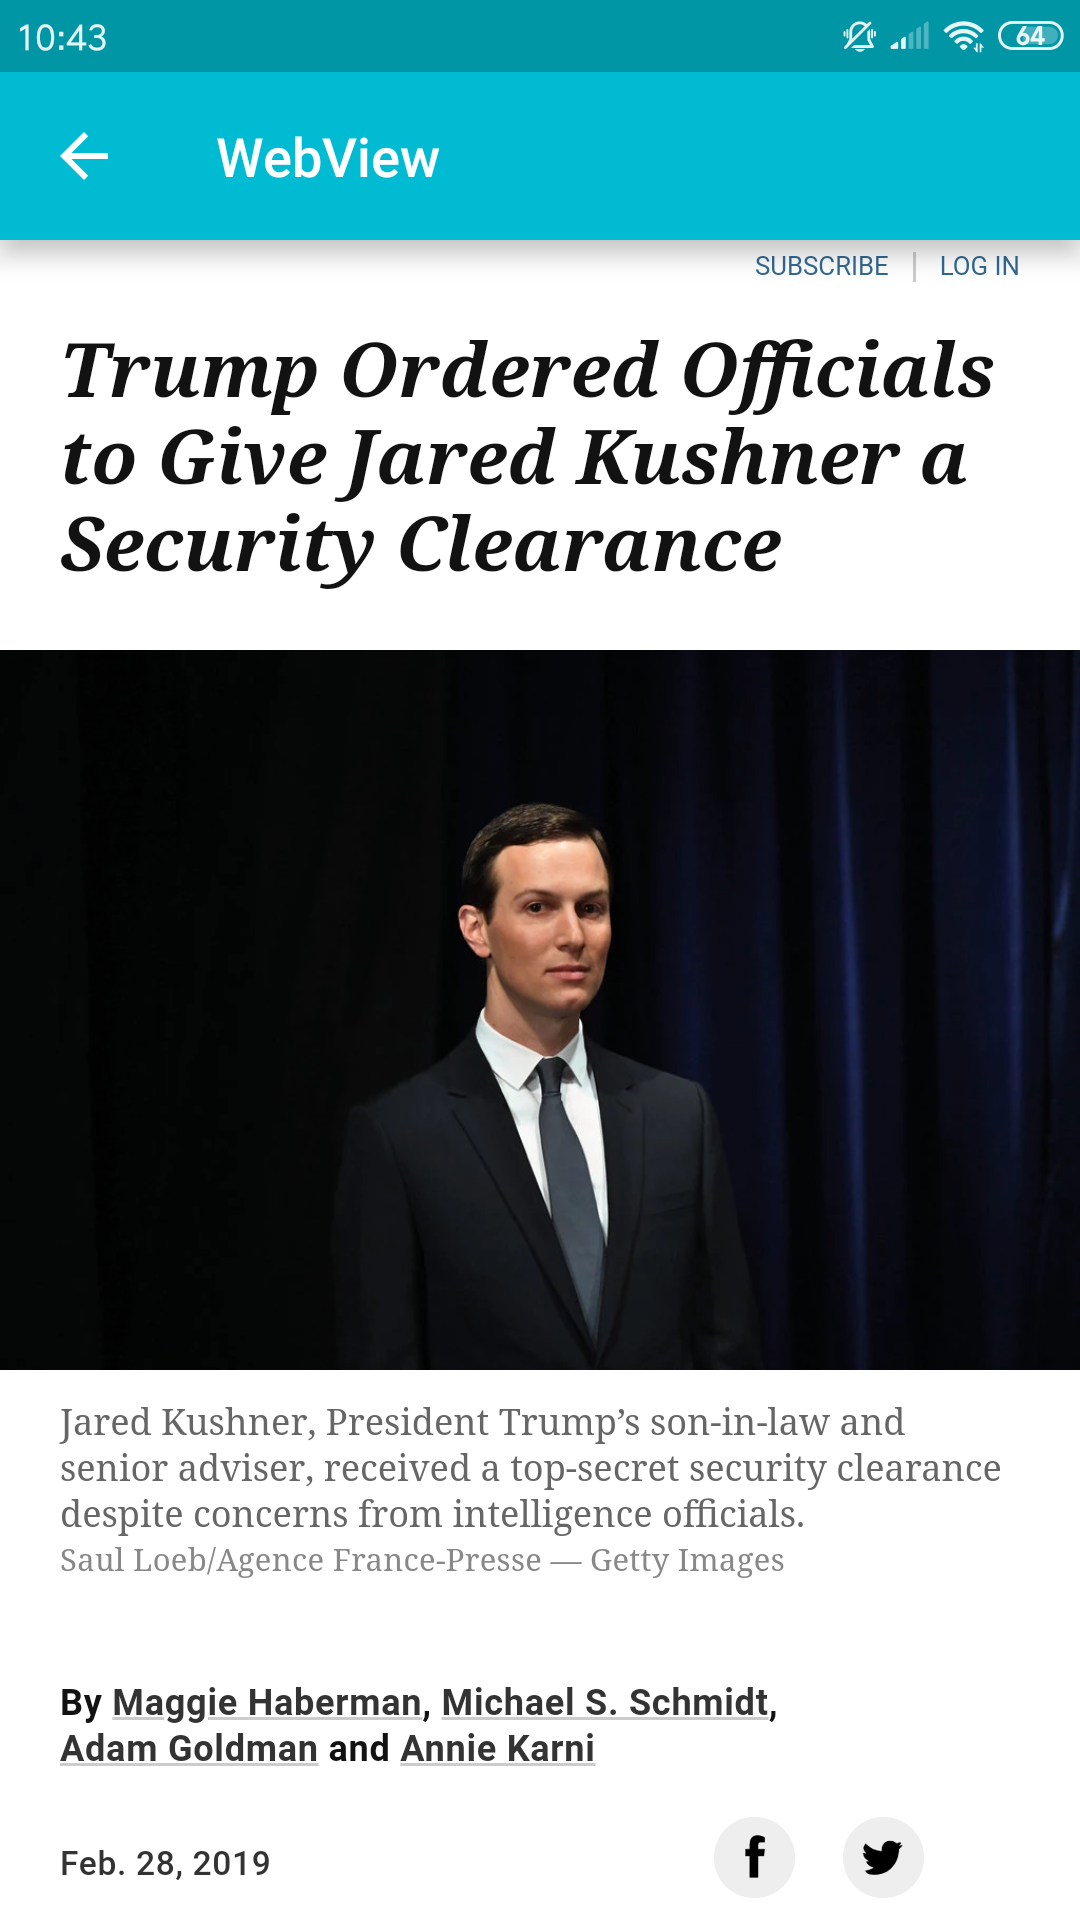 10:43
64
WebView
SUBSCRIBE
LOG IN
Trump Ordered Officials
to Give Jared Kushner a
Security Clearance
Jared Kushner, President Trump’s son-in-law and
senior adviser, received a top-secret security clearance
despite concerns from intelligence officials.
Saul Loeb/Agence France-Presse — Getty Images
By Maggie Haberman, Michael S. Schmidt,
Adam Goldman and Annie Karni
Feb. 28, 2019